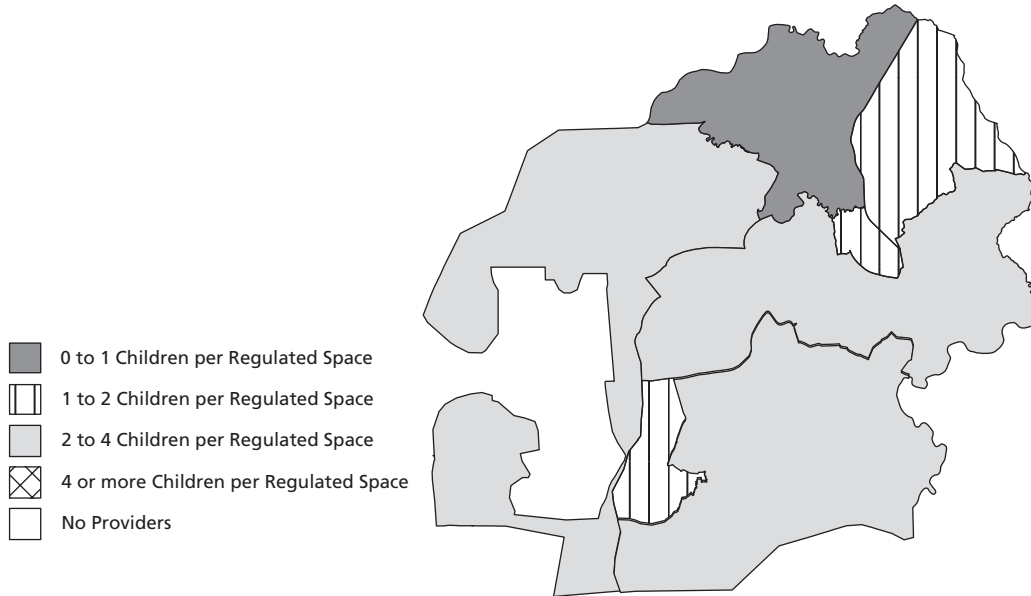 0 to 1 Children per Regulated Space
1 to 2 Children per Regulated Space
2 to 4 Children per Regulated Space
4 or more Children per Regulated Space
No Providers